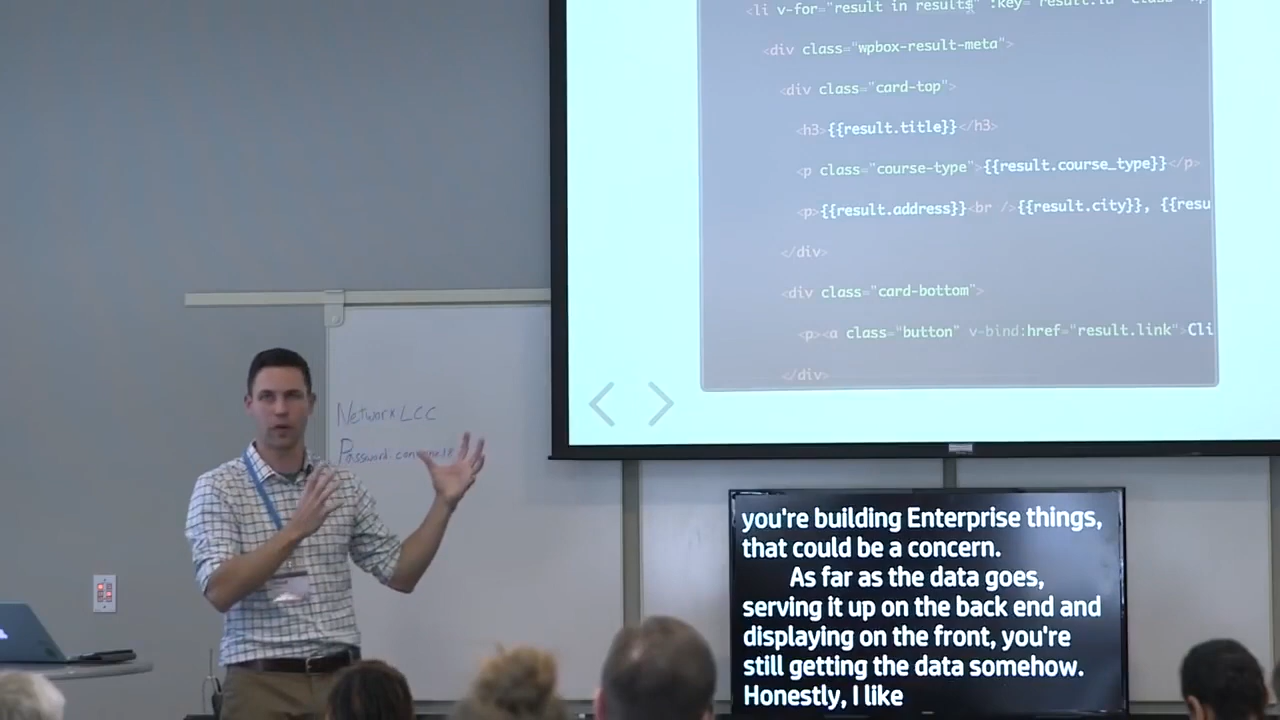 <li v-for="result in results" :key="result.id" class=
<div class="wpbox-result-meta">
<div class="card-top">
<h3>{{result.title}}</h3>
<p class="course-type">{{result.course_type}}</p>
<p>{{result.address}}<br />{{result.city}}, {{resu
</div>
<div class="card-bottom">
<p><a class="button" v-bind:href="result.link">Cli
</div>
Network LCC
Password
you're building Enterprise things,
that could be a concern.
As far as the data goes,
serving it up on the back end and
displaying on the front, you're
still getting the data somehow.
Honestly, I like